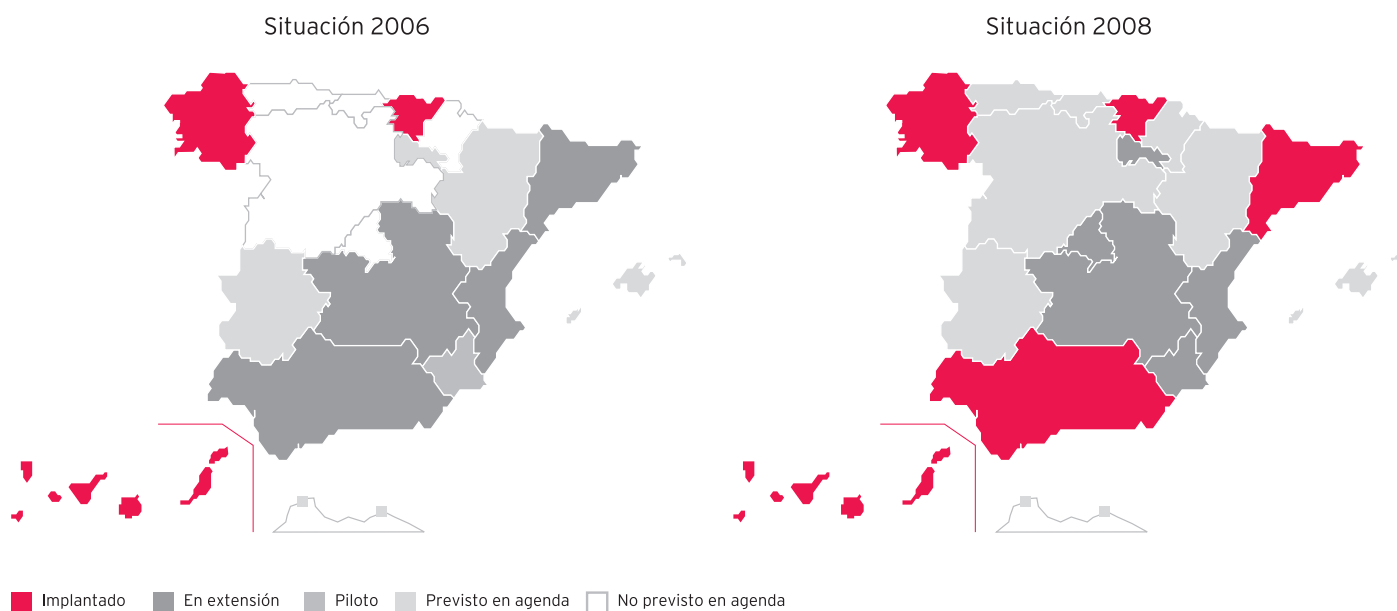 Situación 2006
Situación 2008
Implantado
En extensión
Piloto
Previsto en agenda
No previsto en agenda